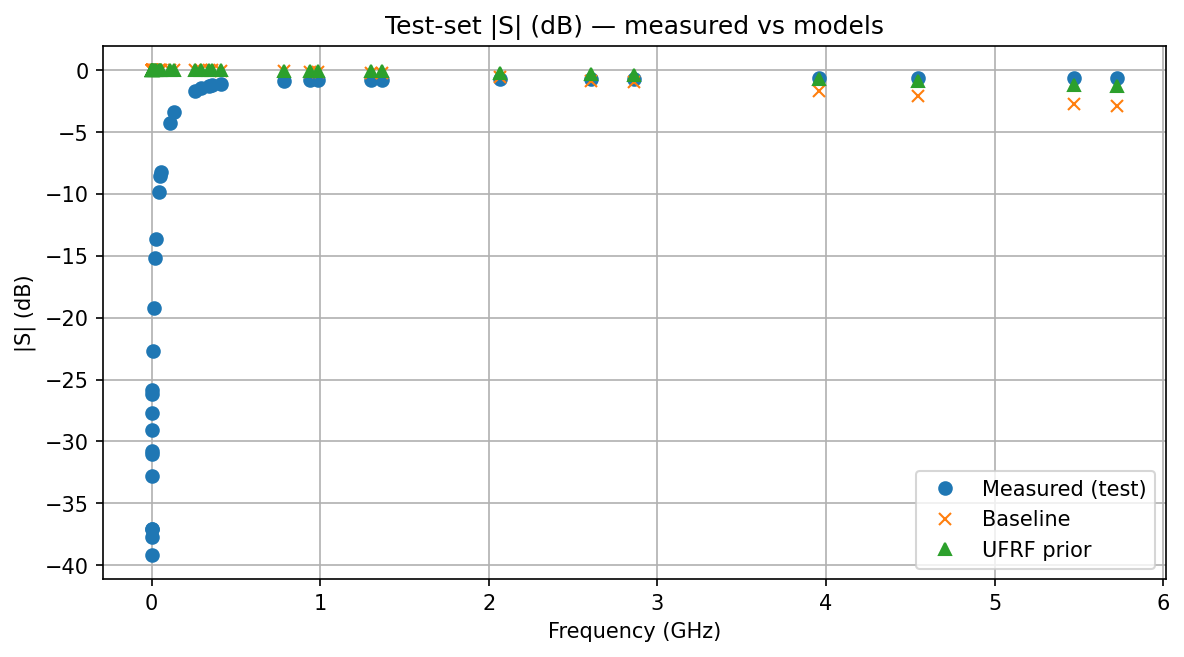 Test-set |S| (dB) — measured vs models
|S| (dB)
0
−5
−10
−15
−20
−25
−30
−35
−40
0
1
2
3
4
5
6
Frequency (GHz)
Measured (test)
Baseline
UFRF prior